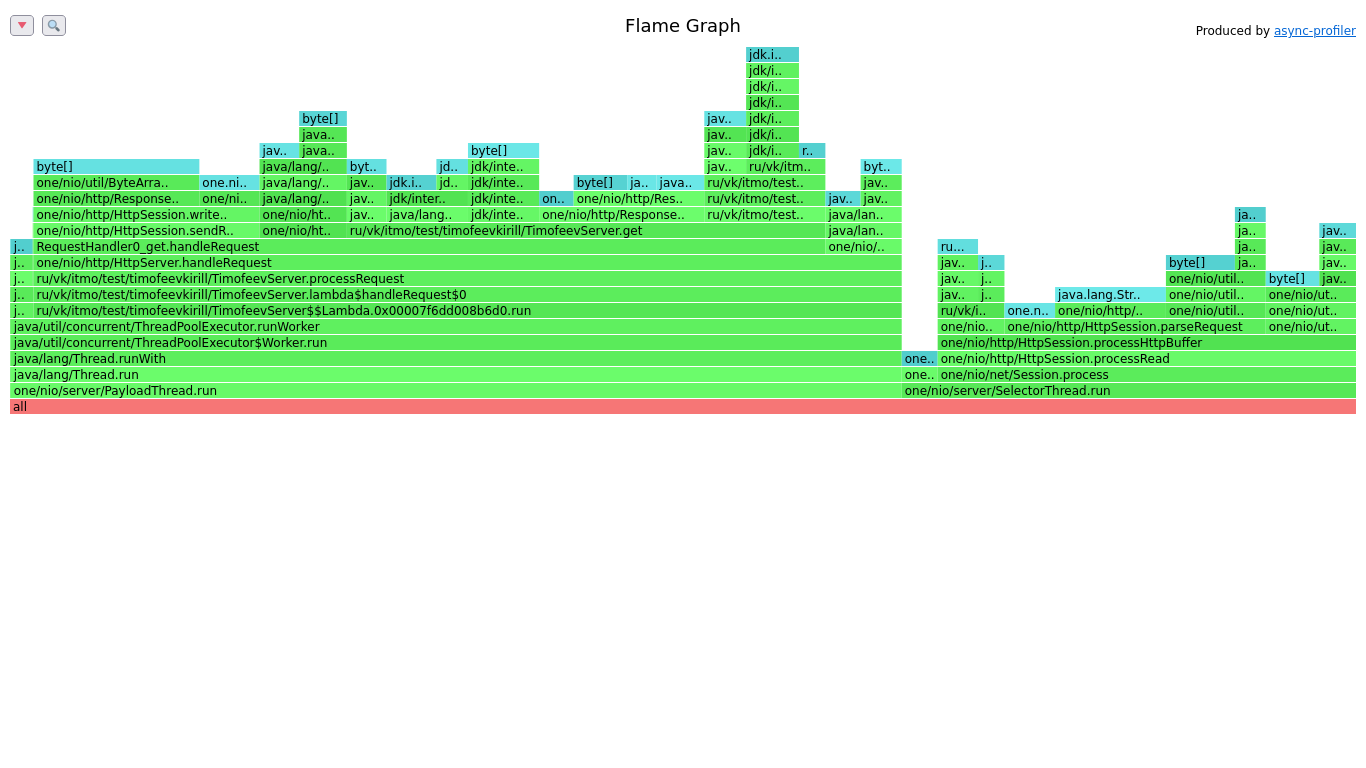 Flame Graph
Produced by async-profiler
jdk.i..
jdk/i..
jdk/i..
jdk/i..
byte[] jav.. jdk/i..
java.. jav.. jdk/i..
jav.. java.. byte[] jav.. jdk/i.. r..
byte[] java/lang/.. byt.. jd.. jdk/inte.. jav.. ru/vk/itm.. byt..
one/nio/util/ByteArra.. one.ni.. java/lang/.. jav.. jdk.i.. jd.. jdk/inte.. byte[] ja.. java.. ru/vk/itmo/test.. jav..
one/nio/http/Response.. one/ni.. java/lang/.. jav.. jdk/inter.. jdk/inte.. on.. one/nio/http/Res.. ru/vk/itmo/test.. jav.. jav..
one/nio/http/HttpSession.write.. one/nio/ht.. jav.. java/lang.. jdk/inte.. one/nio/http/Response.. ru/vk/itmo/test.. java/lan.. ja..
one/nio/http/HttpSession.sendR.. one/nio/ht.. ru/vk/itmo/test/timofeevkirill/TimofeevServer.get java/lan.. ja.. jav..
j.. RequestHandler0_get.handleRequest one/nio/.. ru... ja.. jav..
j.. one/nio/http/HttpServer.handleRequest jav.. j.. byte[] ja.. jav..
j.. ru/vk/itmo/test/timofeevkirill/TimofeevServer.processRequest jav.. j.. one/nio/util.. byte[] jav..
j.. ru/vk/itmo/test/timofeevkirill/TimofeevServer.lambda$handleRequest$0 jav.. j.. java.lang.Str.. one/nio/util.. one/nio/ut..
j.. ru/vk/itmo/test/timofeevkirill/TimofeevServer$$Lambda.0x00007f6dd008b6d0.run ru/vk/i.. one.n.. one/nio/http/.. one/nio/util.. one/nio/ut..
java/util/concurrent/ThreadPoolExecutor.runWorker one/nio.. one/nio/http/HttpSession.parseRequest one/nio/ut..
java/util/concurrent/ThreadPoolExecutor$Worker.run one/nio/http/HttpSession.processHttpBuffer
java/lang/Thread.runWith one.. one/nio/http/HttpSession.processRead
java/lang/Thread.run one.. one/nio/net/Session.process
one/nio/server/PayloadThread.run one/nio/server/SelectorThread.run
all